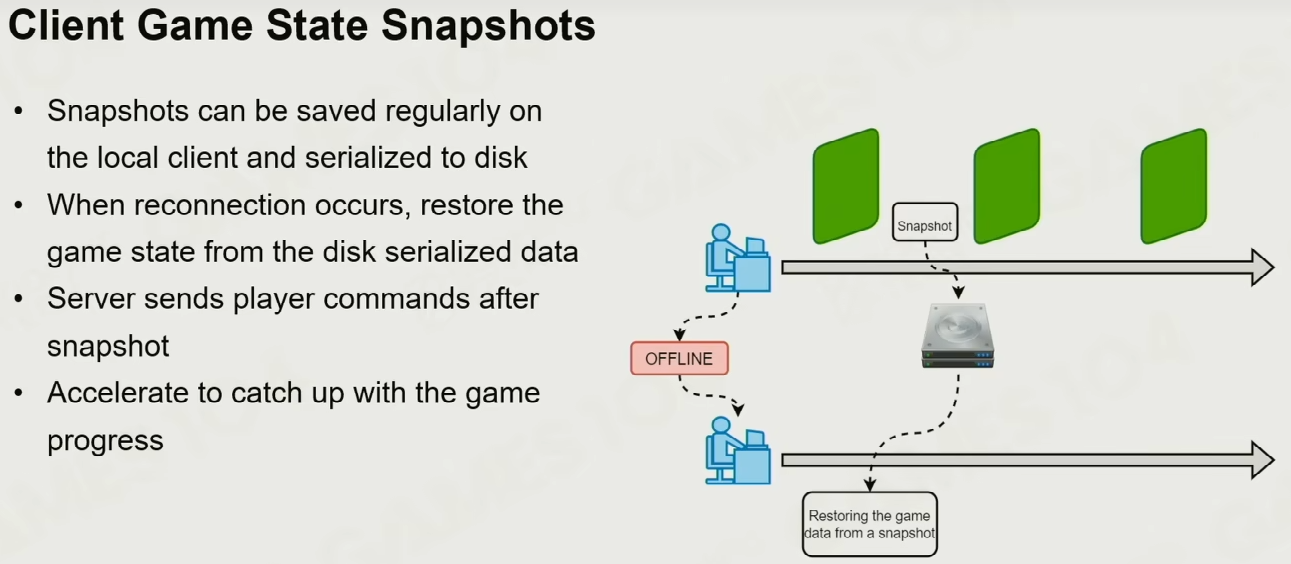 Client Game State Snapshots
• Snapshots can be saved regularly on
the local client and serialized to disk
• When reconnection occurs, restore the
game state from the disk serialized data
• Server sends player commands after
snapshot
• Accelerate to catch up with the game
progress
Snapshot
OFFLINE
Restoring the game
data from a snapshot
GAMES 104